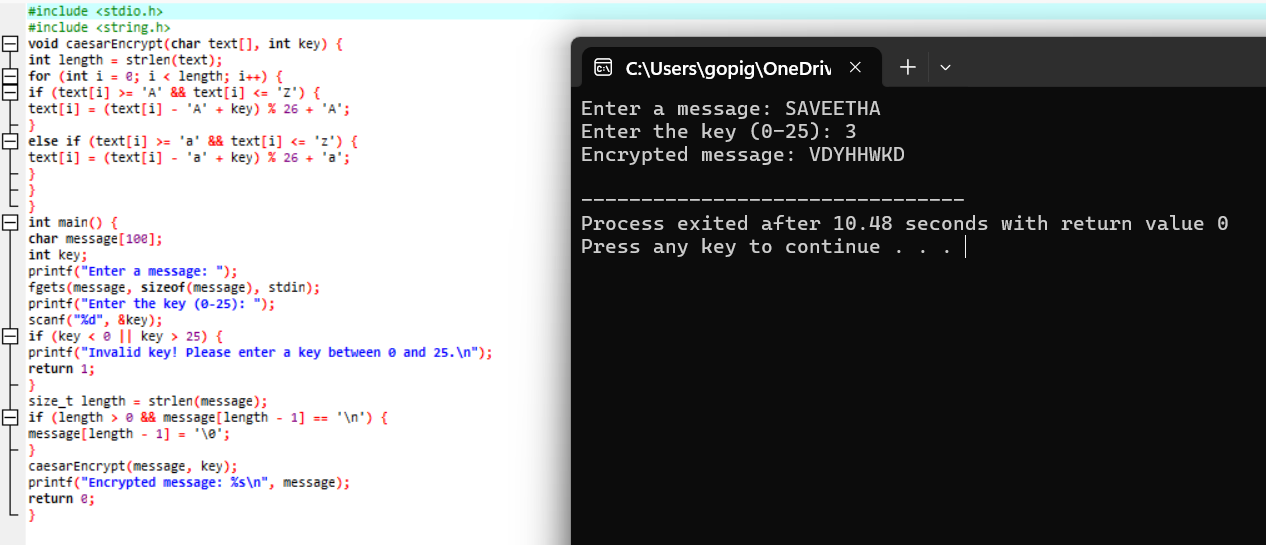 #include <stdio.h>
#include <string.h>
void caesarEncrypt(char text[], int key) {
int length = strlen(text);
for (int i = 0; i < length; i++) {
if (text[i] >= 'A' && text[i] <= 'Z') {
text[i] = (text[i] - 'A' + key) % 26 + 'A';
}
else if (text[i] >= 'a' && text[i] <= 'z') {
text[i] = (text[i] - 'a' + key) % 26 + 'a';
}
}
}
int main() {
char message[100];
int key;
printf("Enter a message: ");
fgets(message, sizeof(message), stdin);
printf("Enter the key (0-25): ");
scanf("%d", &key);
if (key < 0 || key > 25) {
printf("Invalid key! Please enter a key between 0 and 25.\n");
return 1;
}
size_t length = strlen(message);
if (length > 0 && message[length - 1] == '\n') {
message[length - 1] = '\0';
}
caesarEncrypt(message, key);
printf("Encrypted message: %s\n", message);
return 0;
}
C:\Users\gopig\OneDriv
Enter a message: SAVEETHA
Enter the key (0-25): 3
Encrypted message: VDYHHWKD
--------------------------------
Process exited after 10.48 seconds with return value 0
Press any key to continue . . .